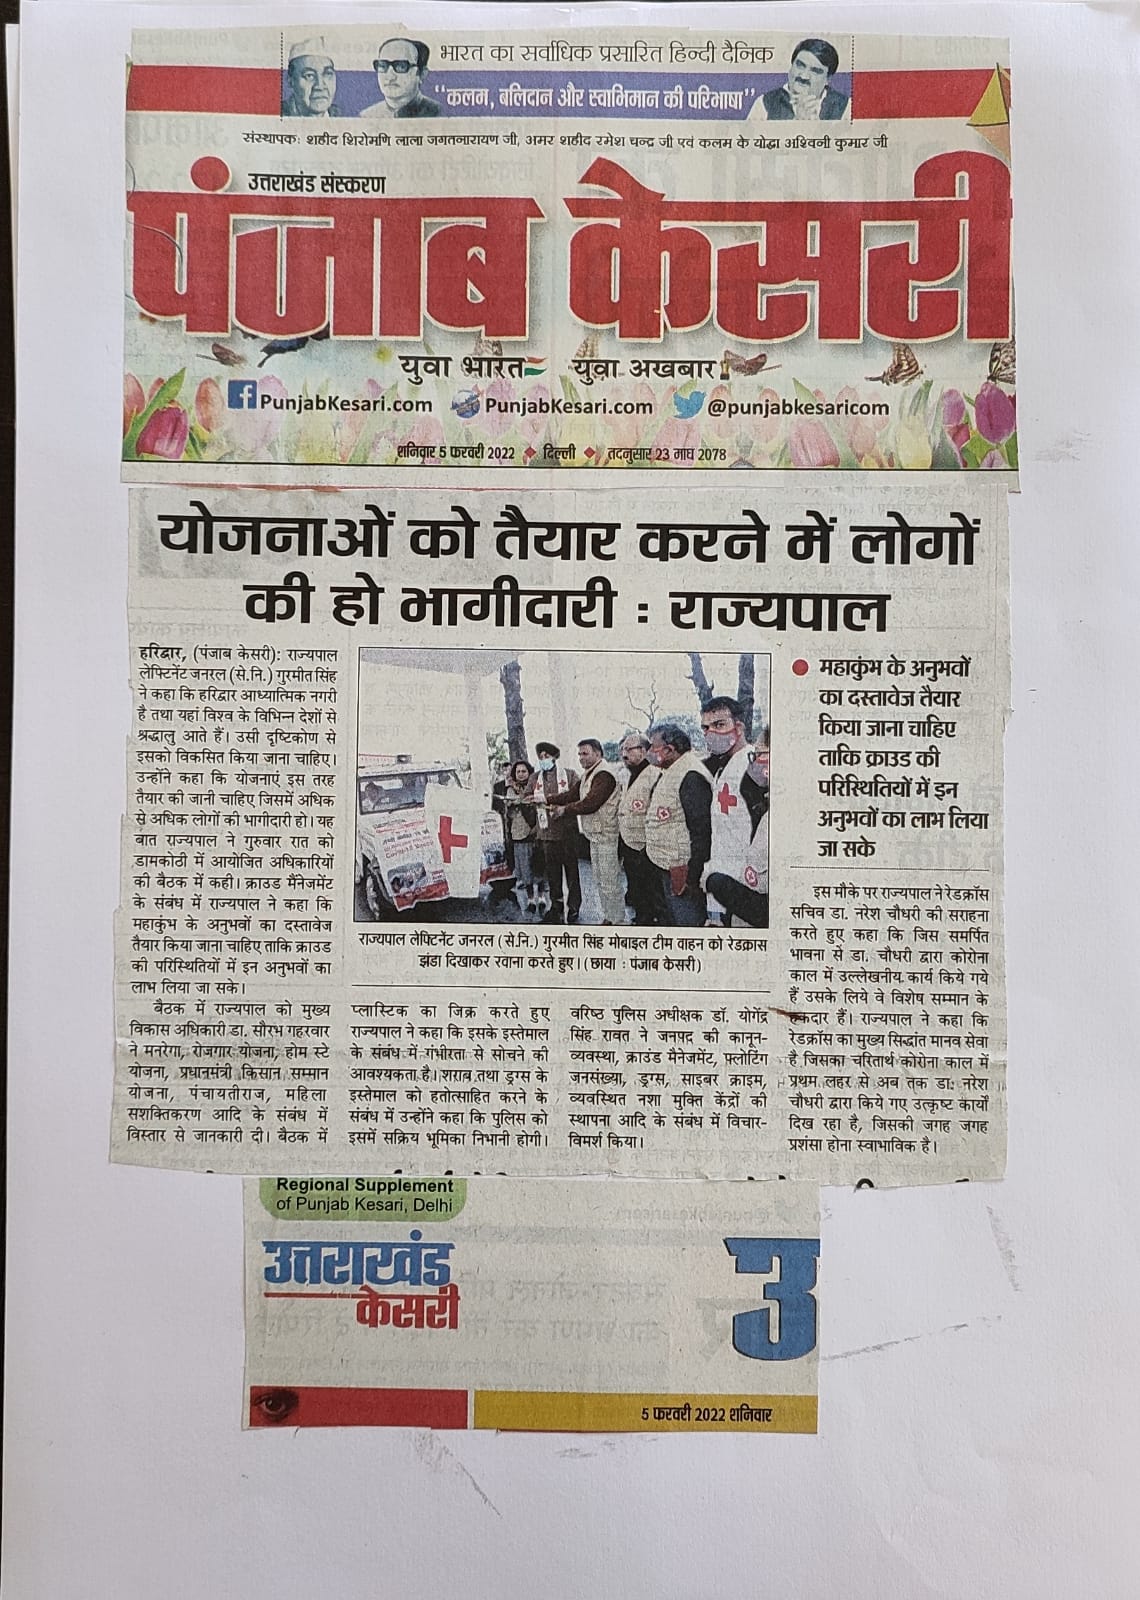 भारत का सर्वाधिक प्रसारित हिन्दी दैनिक
"कलम, बलिदान और स्वाभिमान की परिभाषा"
संस्थापक: शहीद शिरोमणि लाला जगतनारायण जी, अमर शहीद रमेश चन्द्र जी एवं कलम के योद्धा अश्विनी कुमार जी
उत्तराखंड संस्करण
पंजाब केसरी
युवा भारत युवा अखबार
PunjabKesari.com PunjabKesari.com @punjabkesaricom
शनिवार 5 फरवरी 2022 ◆ दिल्ली ◆ तदनुसार 23 माघ 2078
योजनाओं को तैयार करने में लोगों
की हो भागीदारी : राज्यपाल
हरिद्वार, (पंजाब केसरी): राज्यपाल
लेफ्टिनेंट जनरल (से.नि.) गुरमीत सिंह
ने कहा कि हरिद्वार आध्यात्मिक नगरी
है तथा यहां विश्व के विभिन्न देशों से
श्रद्धालु आते हैं। उसी दृष्टिकोण से
इसको विकसित किया जाना चाहिए।
उन्होंने कहा कि योजनाएं इस तरह
तैयार की जानी चाहिए जिसमें अधिक
से अधिक लोगों की भागीदारी हो। यह
बात राज्यपाल ने गुरुवार रात को
डामकोठी में आयोजित अधिकारियों
की बैठक में कही। क्राउड मैंनेजमेंट
के संबंध में राज्यपाल ने कहा कि
महाकुंभ के अनुभवों का दस्तावेज
तैयार किया जाना चाहिए ताकि क्राउड
की परिस्थितियों में इन अनुभवों का
लाभ लिया जा सके।
बैठक में राज्यपाल को मुख्य
विकास अधिकारी डा. सौरभ गहरवार
ने मनरेगा, रोजगार योजना, होम स्टे
योजना, प्रधानमंत्री किसान सम्मान
योजना, पंचायतीराज, महिला
सशक्तिकरण आदि के संबंध में
विस्तार से जानकारी दी। बैठक में
राज्यपाल लेफ्टिनेंट जनरल (से.नि.) गुरमीत सिंह मोबाइल टीम वाहन को रेडक्रास
झंडा दिखाकर रवाना करते हुए। (छाया : पंजाब केसरी)
प्लास्टिक का जिक्र करते हुए
राज्यपाल ने कहा कि इसके इस्तेमाल
के संबंध में गंभीरता से सोचने की
आवश्यकता है। शराब तथा ड्रग्स के
इस्तेमाल को हतोत्साहित करने के
संबंध में उन्होंने कहा कि पुलिस को
इसमें सक्रिय भूमिका निभानी होगी।
वरिष्ठ पुलिस अधीक्षक डॉ. योगेंद्र
सिंह रावत ने जनपद की कानून-
व्यवस्था, क्राउड मैनेजमेंट, फ़्लोटिंग
जनसंख्या, ड्रग्स, साइबर क्राइम,
व्यवस्थित नशा मुक्ति केंद्रों की
स्थापना आदि के संबंध में विचार-
विमर्श किया।
● महाकुंभ के अनुभवों
का दस्तावेज तैयार
किया जाना चाहिए
ताकि क्राउड की
परिस्थितियों में इन
अनुभवों का लाभ लिया
जा सके
इस मौके पर राज्यपाल ने रेडक्रॉस
सचिव डा. नरेश चौधरी की सराहना
करते हुए कहा कि जिस समर्पित
भावना से डा. चौधरी द्वारा कोरोना
काल में उल्लेखनीय कार्य किये गये
हैं उसके लिये वे विशेष सम्मान के
हकदार हैं। राज्यपाल ने कहा कि
रेडक्रॉस का मुख्य सिद्धांत मानव सेवा
है जिसका चरितार्थ कोरोना काल में
प्रथम लहर से अब तक डा. नरेश
चौधरी द्वारा किये गए उत्कृष्ट कार्यों
दिख रहा है, जिसकी जगह जगह
प्रशंसा होना स्वाभाविक है।
Regional Supplement
of Punjab Kesari, Delhi
उत्तराखंड
केसरी
उ
5 फरवरी 2022 शनिवार